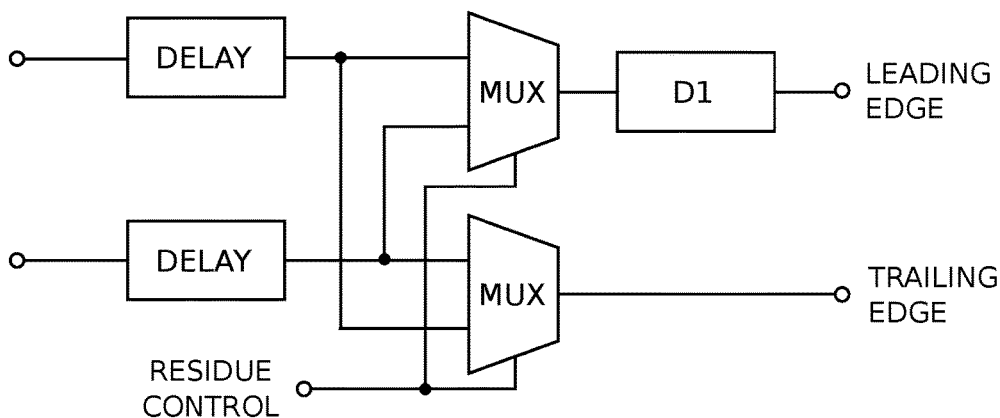 DELAY
MUX
D1
LEADING
EDGE
DELAY
MUX
TRAILING
EDGE
RESIDUE
CONTROL